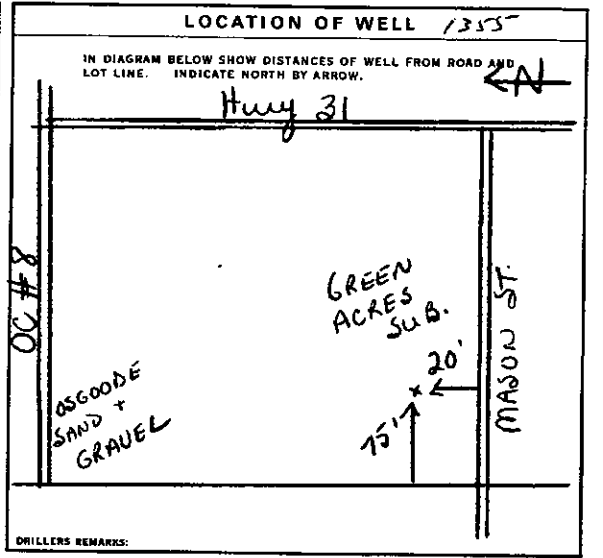 LOCATION OF WELL 1355
IN DIAGRAM BELOW SHOW DISTANCES OF WELL FROM ROAD AND
LOT LINE. INDICATE NORTH BY ARROW.
N
Hwy 31
OC #8
GREEN
ACRES
SUB.
20'
MASON ST.
OSGOODE
SAND +
GRAVEL
75'
DRILLERS REMARKS: